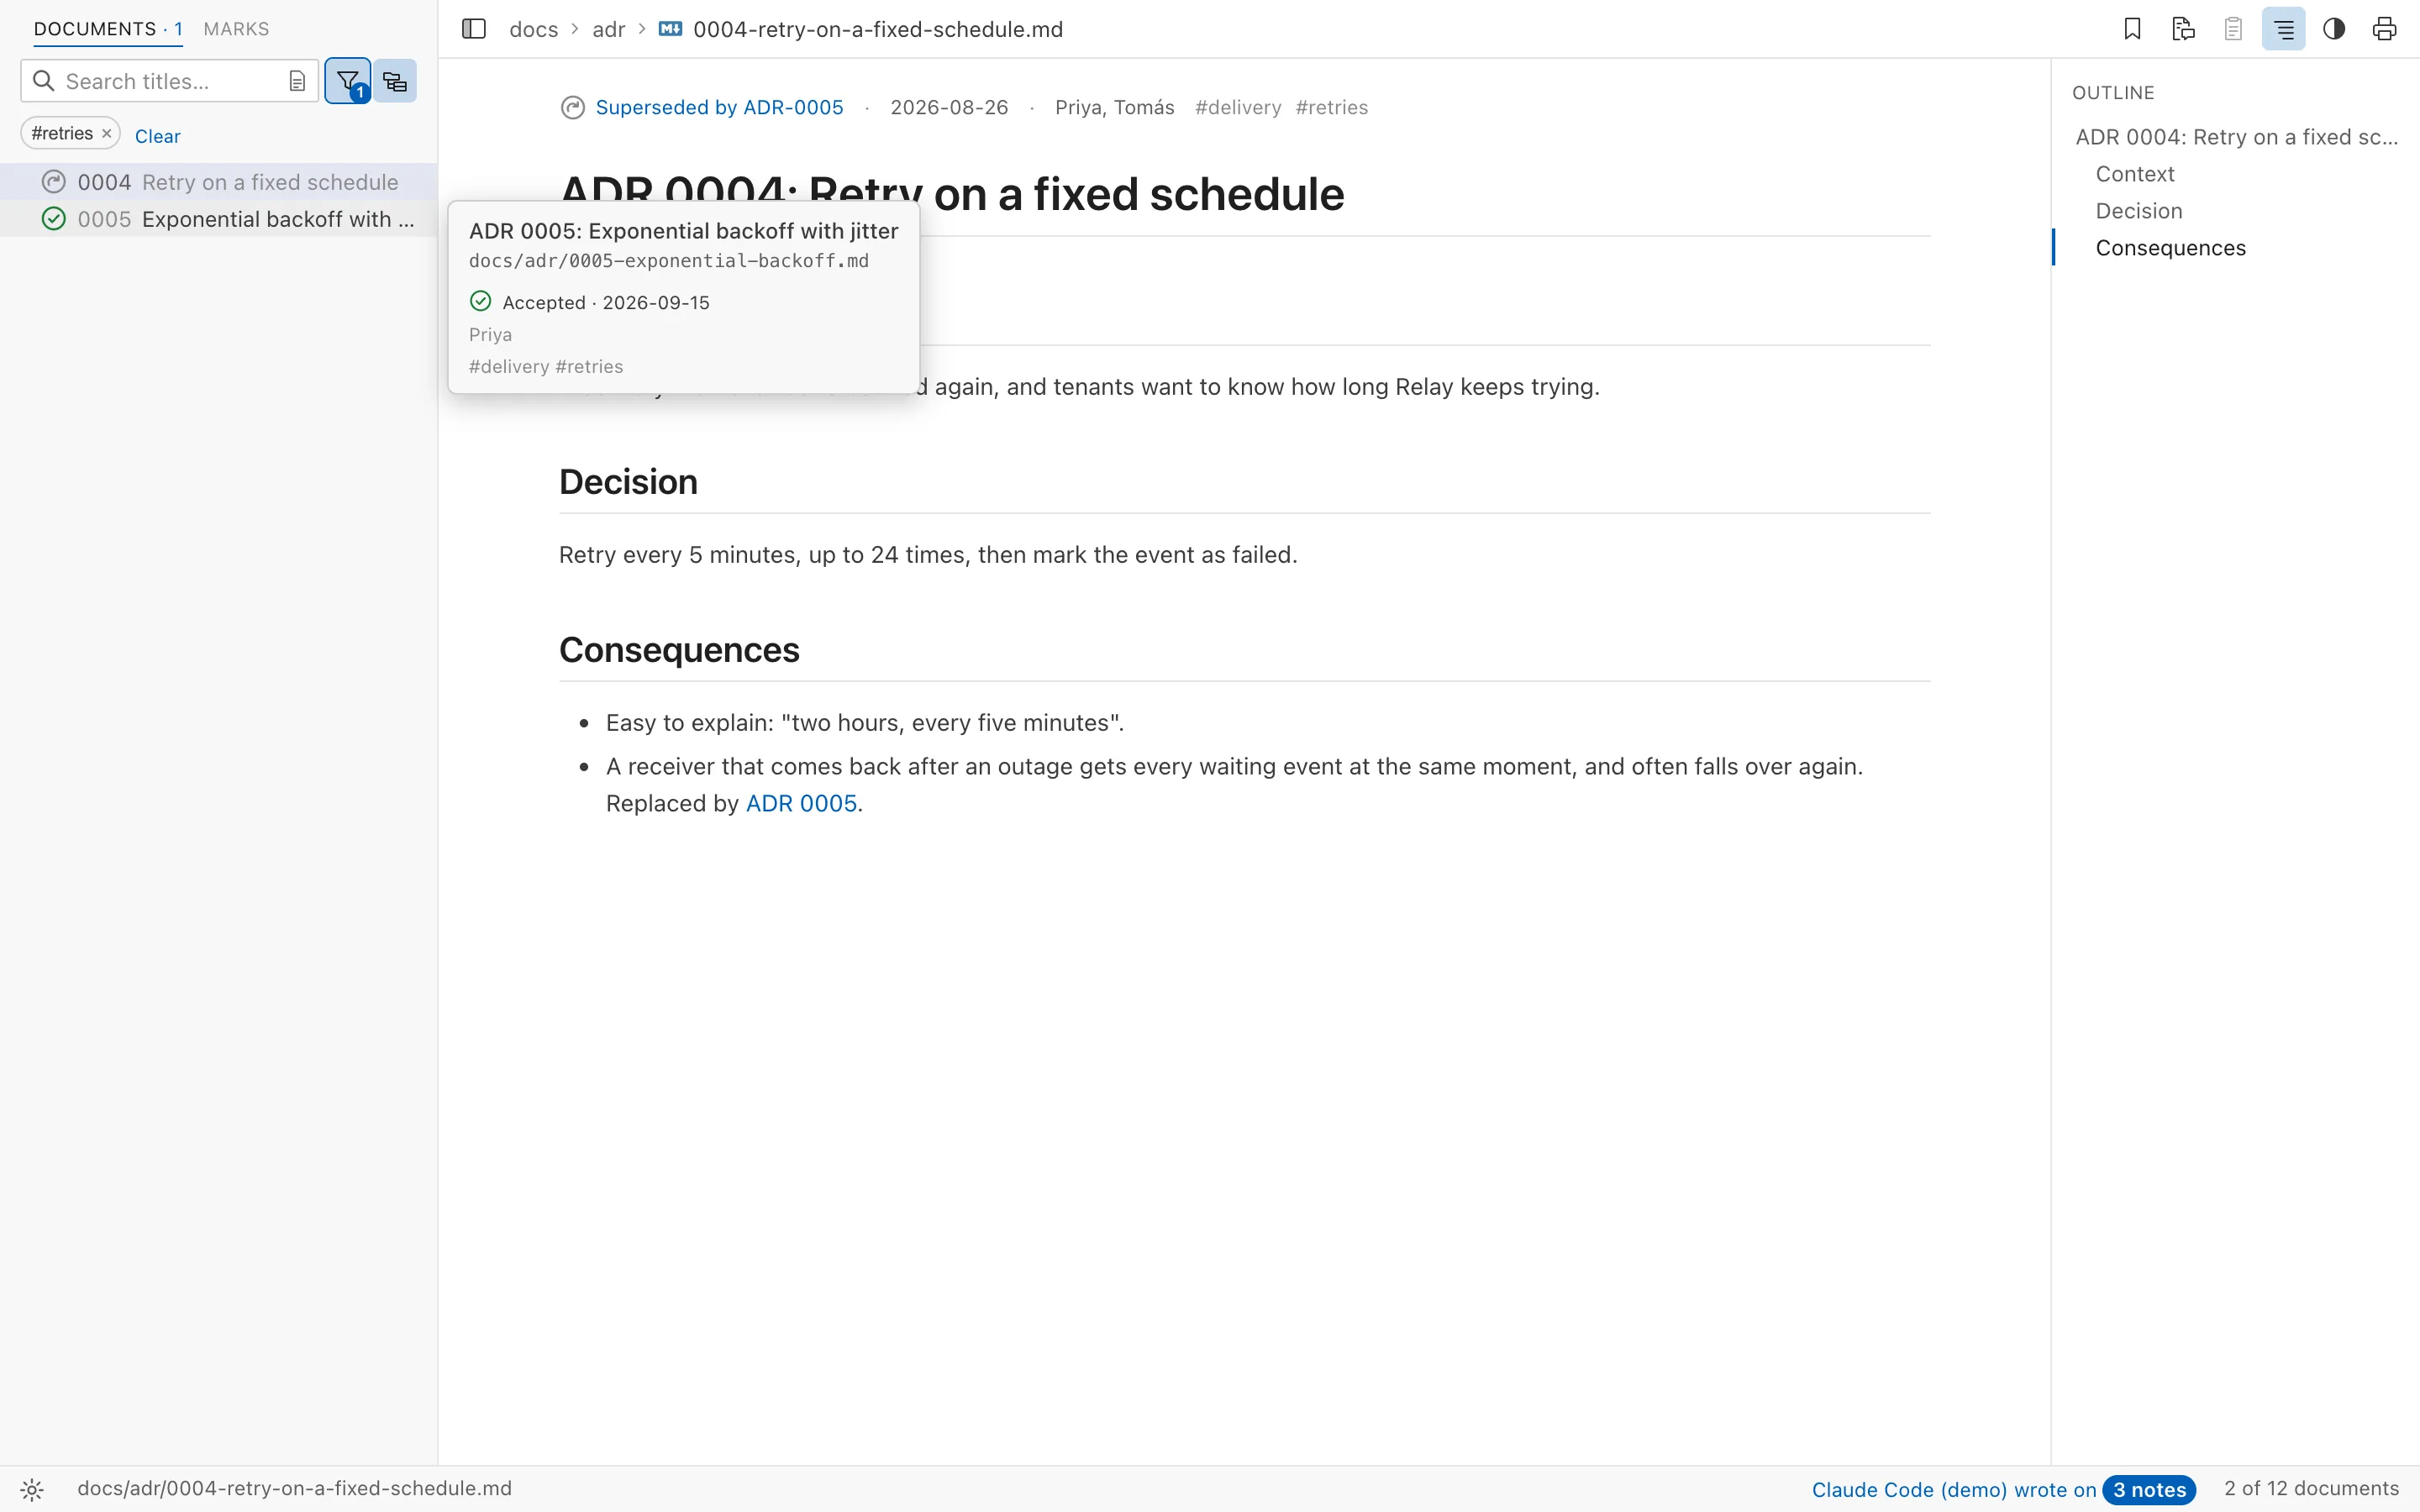 DOCUMENTS · 1 MARKS
Search titles...
1
#retries × Clear
0004 Retry on a fixed schedule
0005 Exponential backoff with ...
docs > adr > M↓ 0004-retry-on-a-fixed-schedule.md
Superseded by ADR-0005 · 2026-08-26 · Priya, Tomás #delivery #retries
ADR 0004: Retry on a fixed schedule
ADR 0005: Exponential backoff with jitter
docs/adr/0005-exponential-backoff.md
Accepted · 2026-09-15
Priya
#delivery #retries
again, and tenants want to know how long Relay keeps trying.
Decision
Retry every 5 minutes, up to 24 times, then mark the event as failed.
Consequences
• Easy to explain: "two hours, every five minutes".
• A receiver that comes back after an outage gets every waiting event at the same moment, and often falls over again.
Replaced by ADR 0005.
OUTLINE
ADR 0004: Retry on a fixed sc...
Context
Decision
Consequences
docs/adr/0004-retry-on-a-fixed-schedule.md
Claude Code (demo) wrote on 3 notes 2 of 12 documents